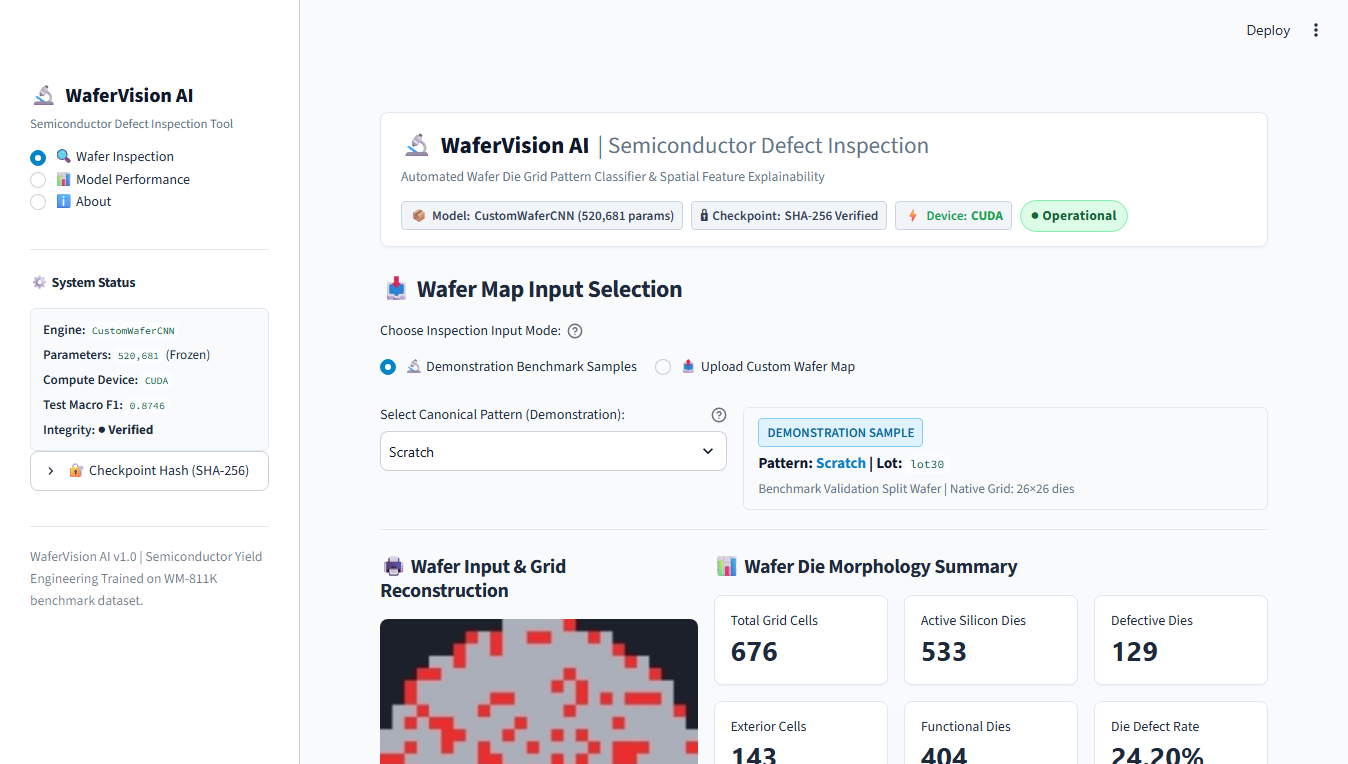 Deploy
WaferVision AI
Semiconductor Defect Inspection Tool
Wafer Inspection
Model Performance
About
System Status
Engine: CustomWaferCNN
Parameters: 520,681 (Frozen)
Compute Device: CUDA
Test Macro F1: 0.8746
Integrity: ● Verified
Checkpoint Hash (SHA-256)
WaferVision AI v1.0 | Semiconductor Yield
Engineering Trained on WM-811K
benchmark dataset.
WaferVision AI | Semiconductor Defect Inspection
Automated Wafer Die Grid Pattern Classifier & Spatial Feature Explainability
Model: CustomWaferCNN (520,681 params)
Checkpoint: SHA-256 Verified
Device: CUDA
● Operational
Wafer Map Input Selection
Choose Inspection Input Mode:
Demonstration Benchmark Samples
Upload Custom Wafer Map
Select Canonical Pattern (Demonstration):
Scratch
DEMONSTRATION SAMPLE
Pattern: Scratch | Lot: lot30
Benchmark Validation Split Wafer | Native Grid: 26×26 dies
Wafer Input & Grid
Reconstruction
Wafer Die Morphology Summary
Total Grid Cells
676
Active Silicon Dies
533
Defective Dies
129
Exterior Cells
143
Functional Dies
404
Die Defect Rate
24.20%